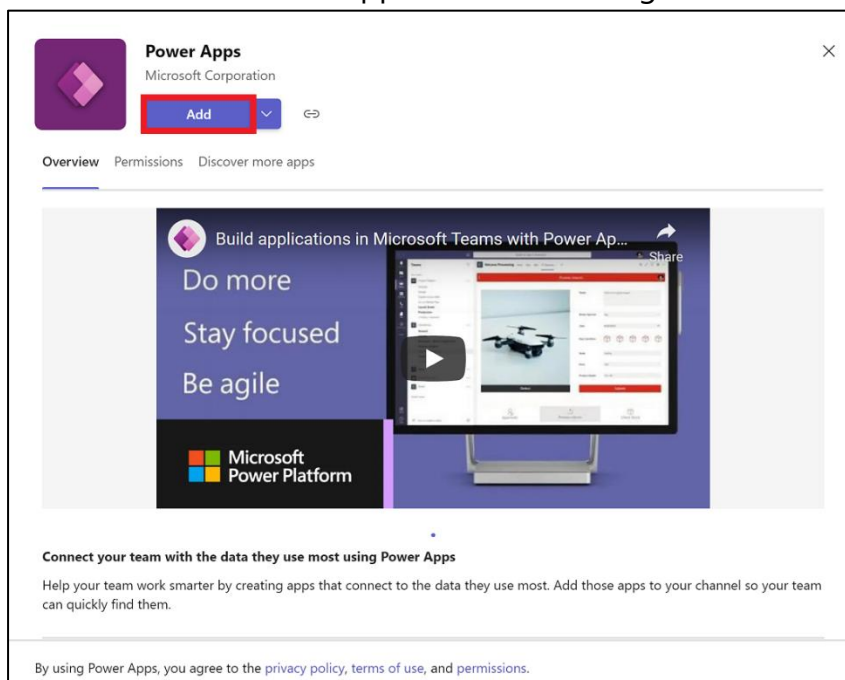 Power Apps
Microsoft Corporation
Add
Overview Permissions Discover more apps
Build applications in Microsoft Teams with Power Ap...
Share
Do more
Stay focused
Be agile
Microsoft
Power Platform
Connect your team with the data they use most using Power Apps
Help your team work smarter by creating apps that connect to the data they use most. Add those apps to your channel so your team
can quickly find them.
By using Power Apps, you agree to the privacy policy, terms of use, and permissions.